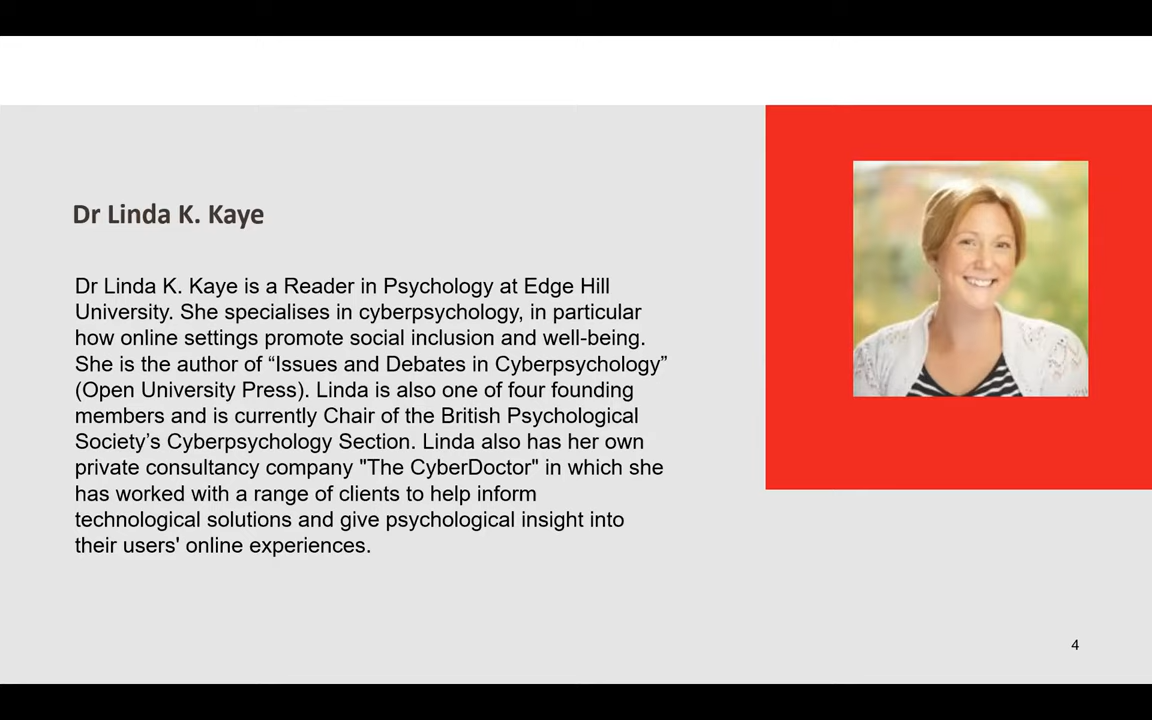 Dr Linda K. Kaye
Dr Linda K. Kaye is a Reader in Psychology at Edge Hill
University. She specialises in cyberpsychology, in particular
how online settings promote social inclusion and well-being.
She is the author of “Issues and Debates in Cyberpsychology”
(Open University Press). Linda is also one of four founding
members and is currently Chair of the British Psychological
Society’s Cyberpsychology Section. Linda also has her own
private consultancy company "The CyberDoctor" in which she
has worked with a range of clients to help inform
technological solutions and give psychological insight into
their users' online experiences.
4